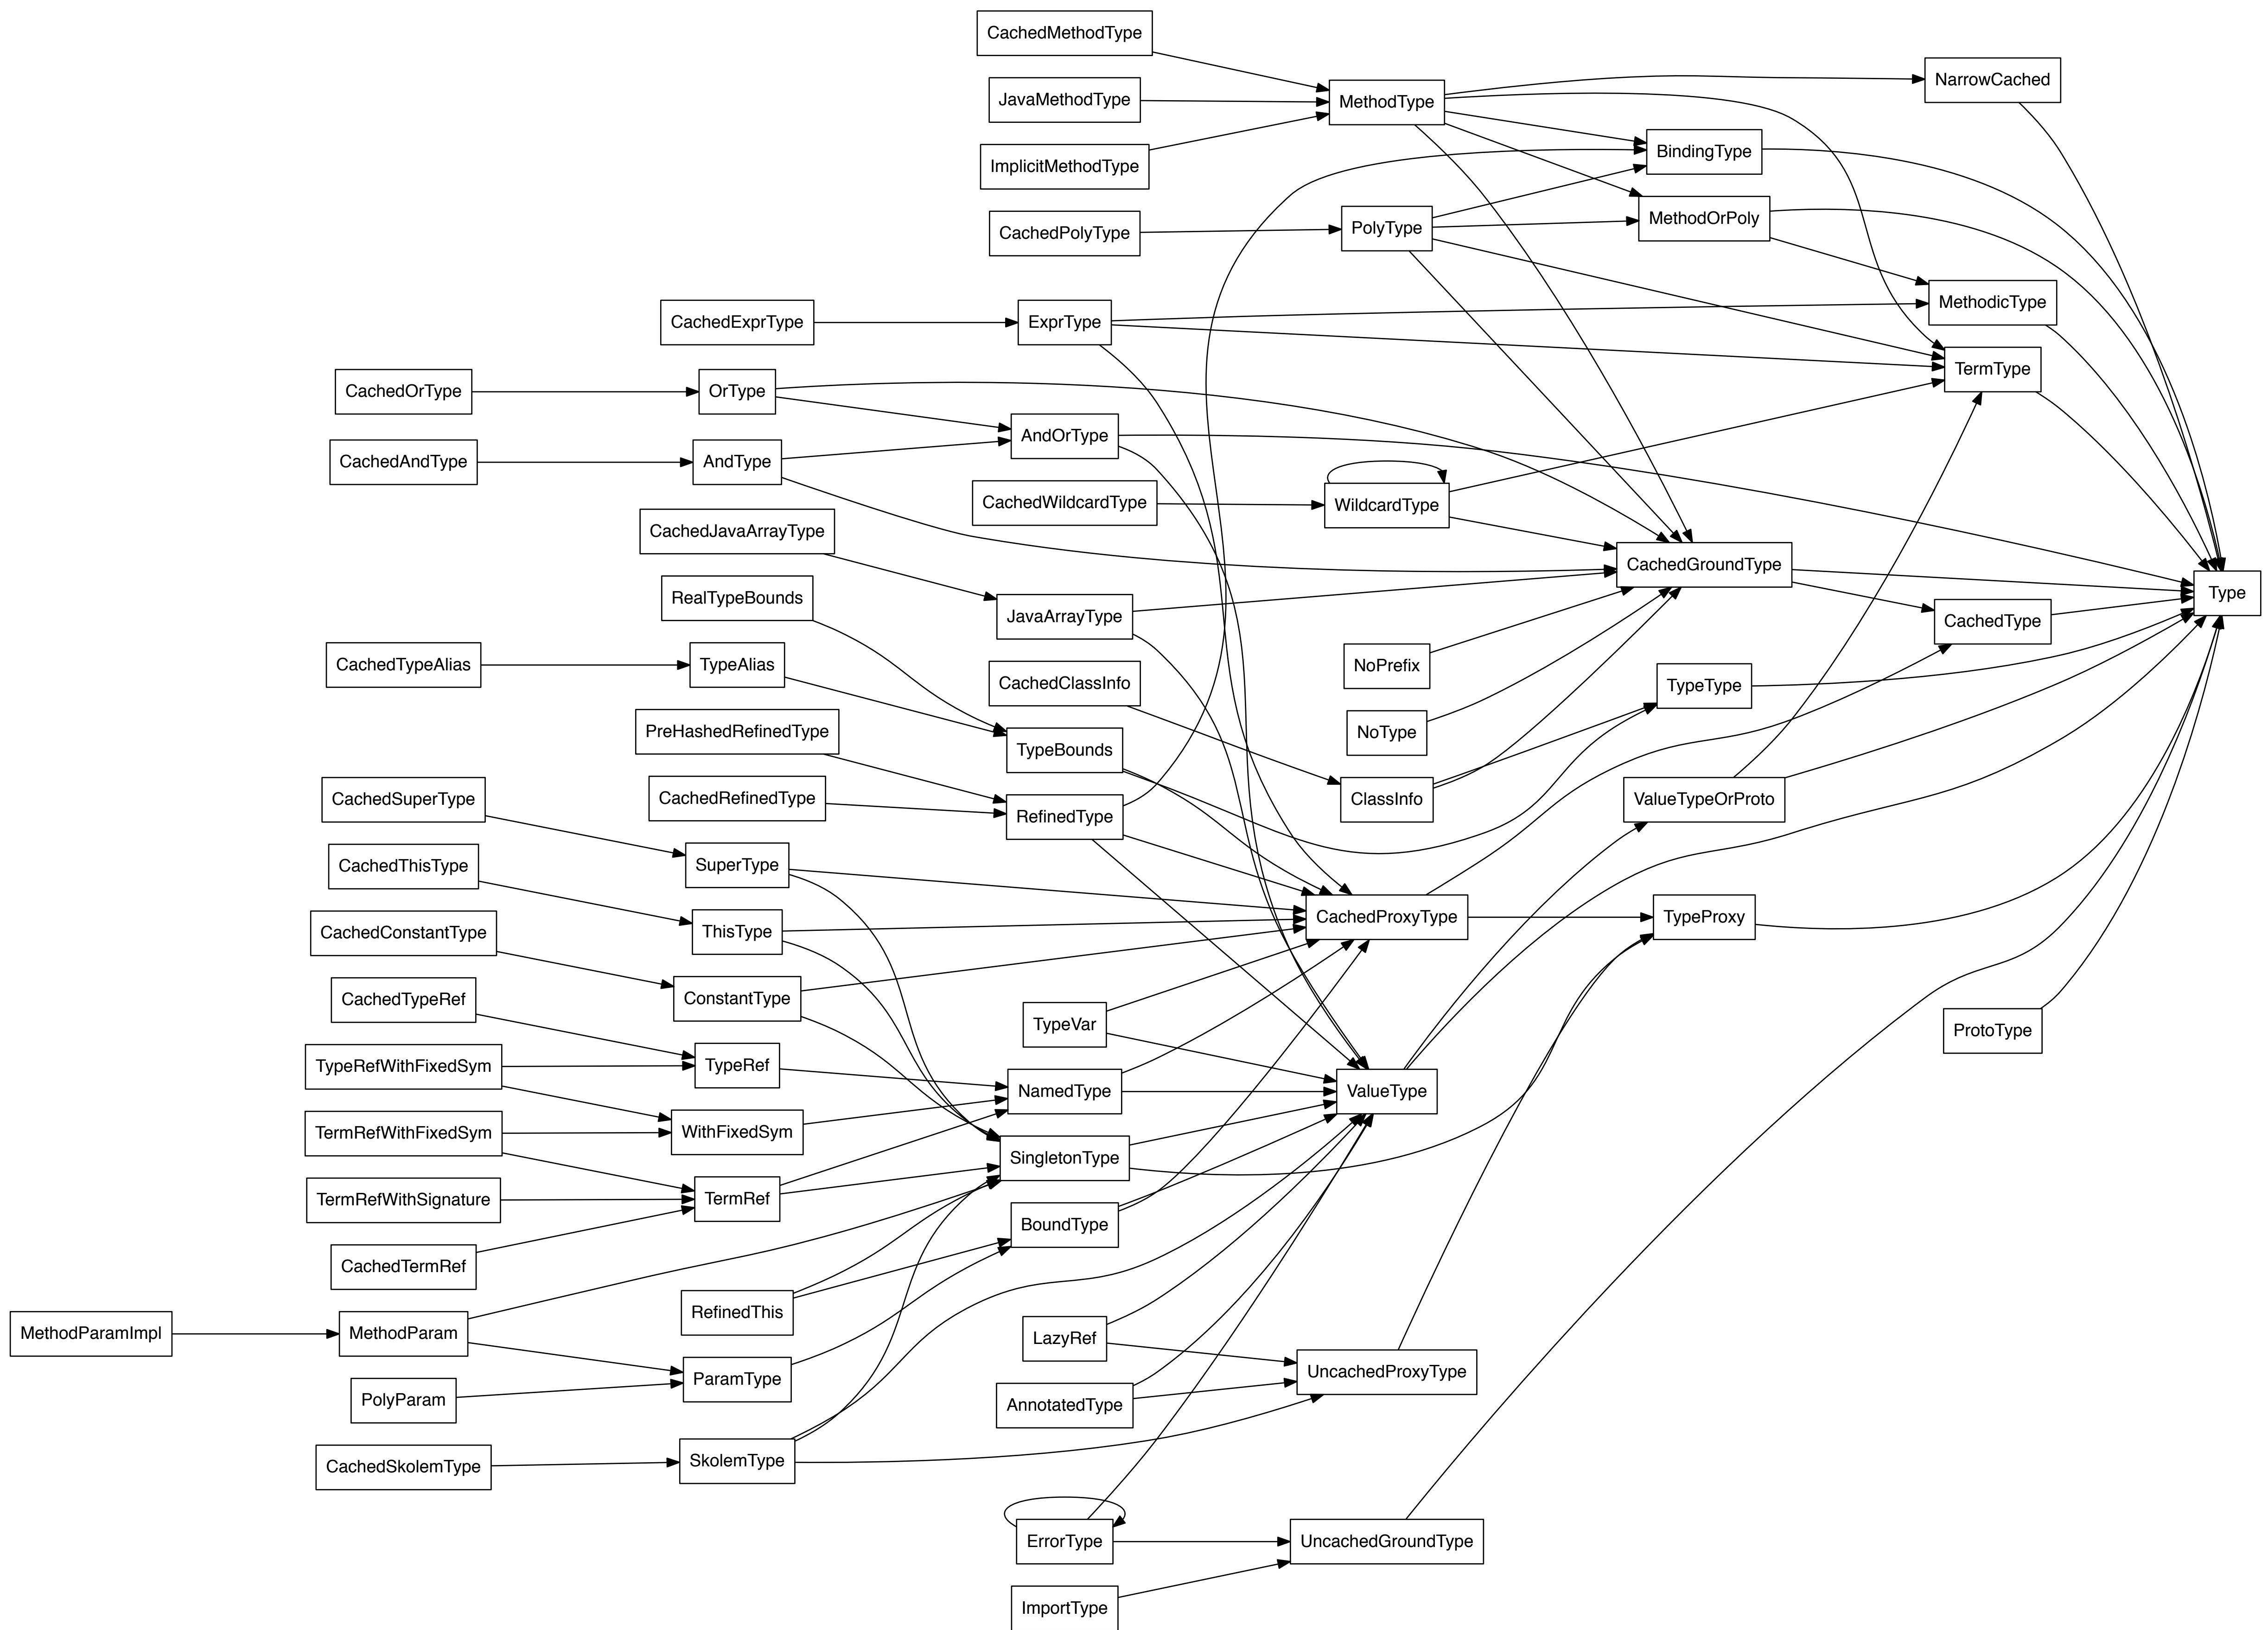 CachedMethodType
NarrowCached
JavaMethodType
MethodType
BindingType
ImplicitMethodType
MethodOrPoly
CachedPolyType
PolyType
MethodicType
CachedExprType
ExprType
TermType
CachedOrType
OrType
AndOrType
CachedAndType
AndType
CachedWildcardType
WildcardType
CachedJavaArrayType
CachedGroundType
Type
RealTypeBounds
JavaArrayType
CachedType
CachedTypeAlias
TypeAlias
NoPrefix
CachedClassInfo
TypeType
PreHashedRefinedType
NoType
TypeBounds
CachedSuperType
CachedRefinedType
ClassInfo
ValueTypeOrProto
RefinedType
CachedThisType
SuperType
CachedProxyType
TypeProxy
CachedConstantType
ThisType
CachedTypeRef
ConstantType
TypeVar
ProtoType
TypeRefWithFixedSym
TypeRef
NamedType
ValueType
TermRefWithFixedSym
WithFixedSym
SingletonType
TermRefWithSignature
TermRef
BoundType
CachedTermRef
RefinedThis
MethodParamImpl
MethodParam
LazyRef
ParamType
UncachedProxyType
PolyParam
AnnotatedType
CachedSkolemType
SkolemType
ErrorType
UncachedGroundType
ImportType